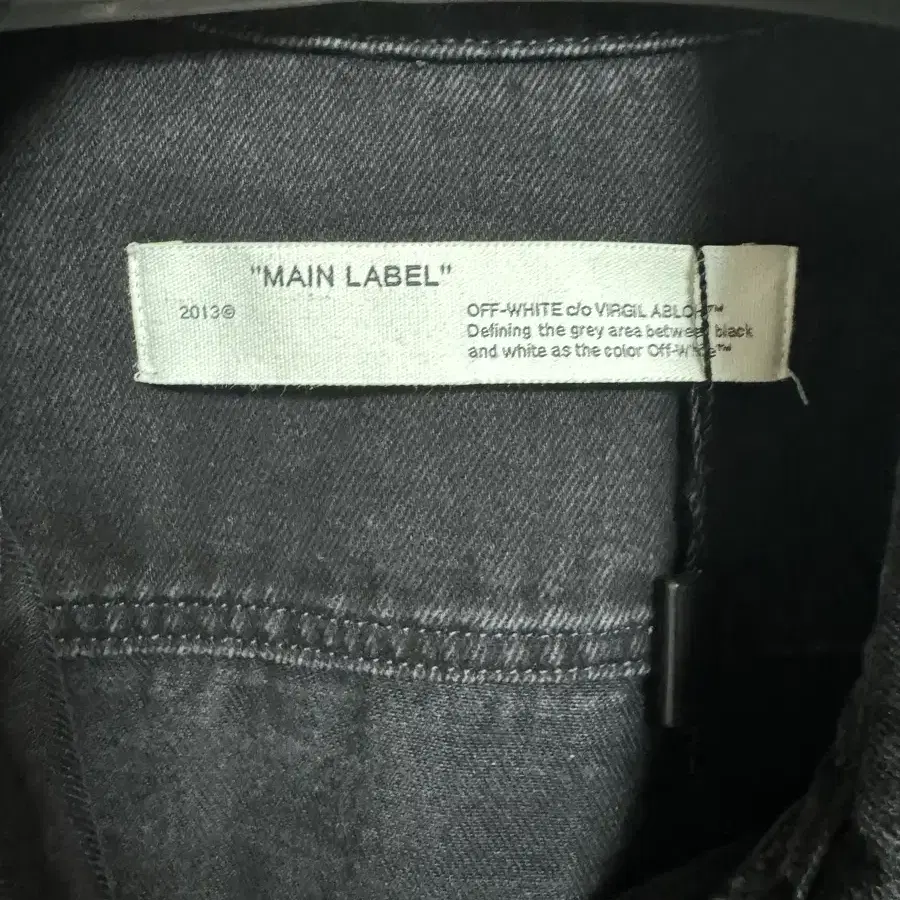 "MAIN LABEL"
2013©
OFF-WHITE c/o VIRGIL ABLOH™
Defining the grey area between black
and white as the color Off-White™